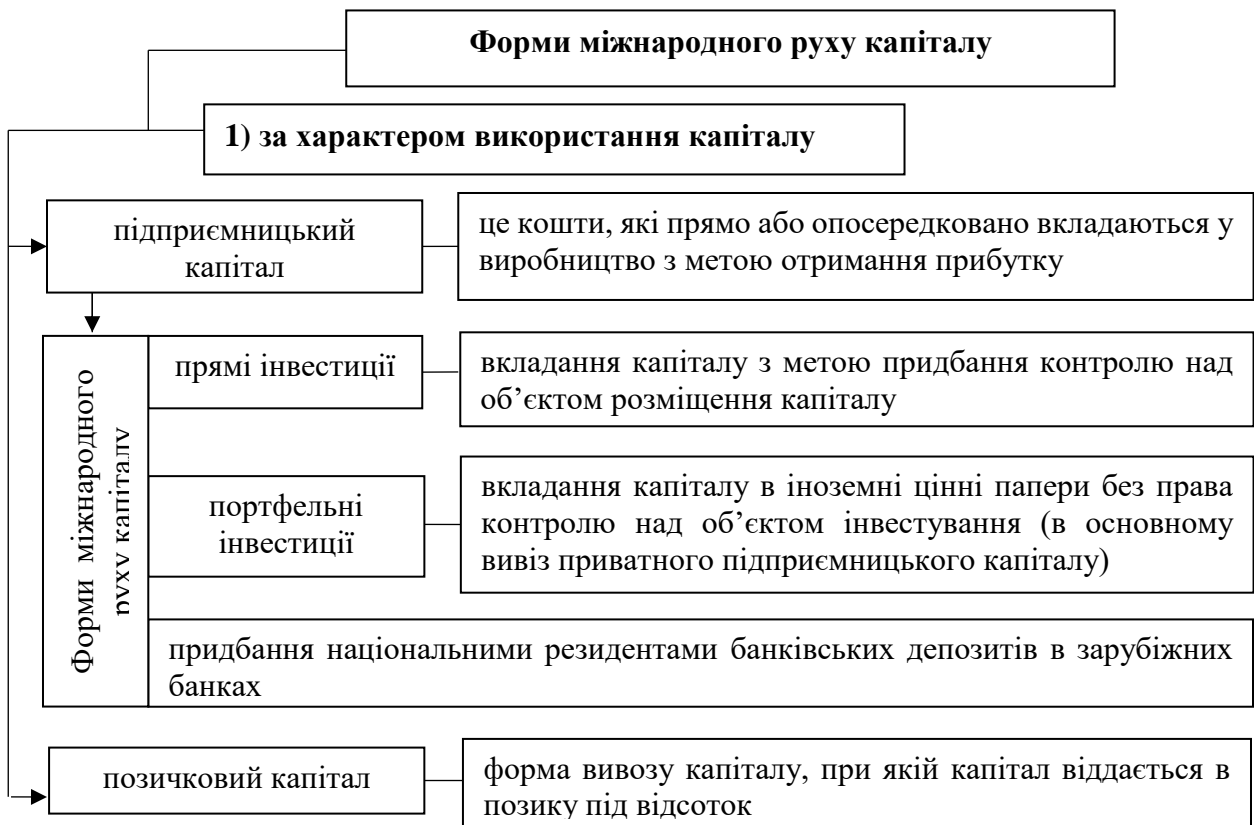 Форми міжнародного руху капіталу
1) за характером використання капіталу
підприємницький
капітал
це кошти, які прямо або опосередковано вкладаються у
виробництво з метою отримання прибутку
Форми міжнародного
руху капіталу
прямі інвестиції
вкладання капіталу з метою придбання контролю над
об’єктом розміщення капіталу
портфельні
інвестиції
вкладання капіталу в іноземні цінні папери без права
контролю над об’єктом інвестування (в основному
вивіз приватного підприємницького капіталу)
придбання національними резидентами банківських депозитів в зарубіжних
банках
позичковий капітал
форма вивозу капіталу, при якій капітал віддається в
позику під відсоток